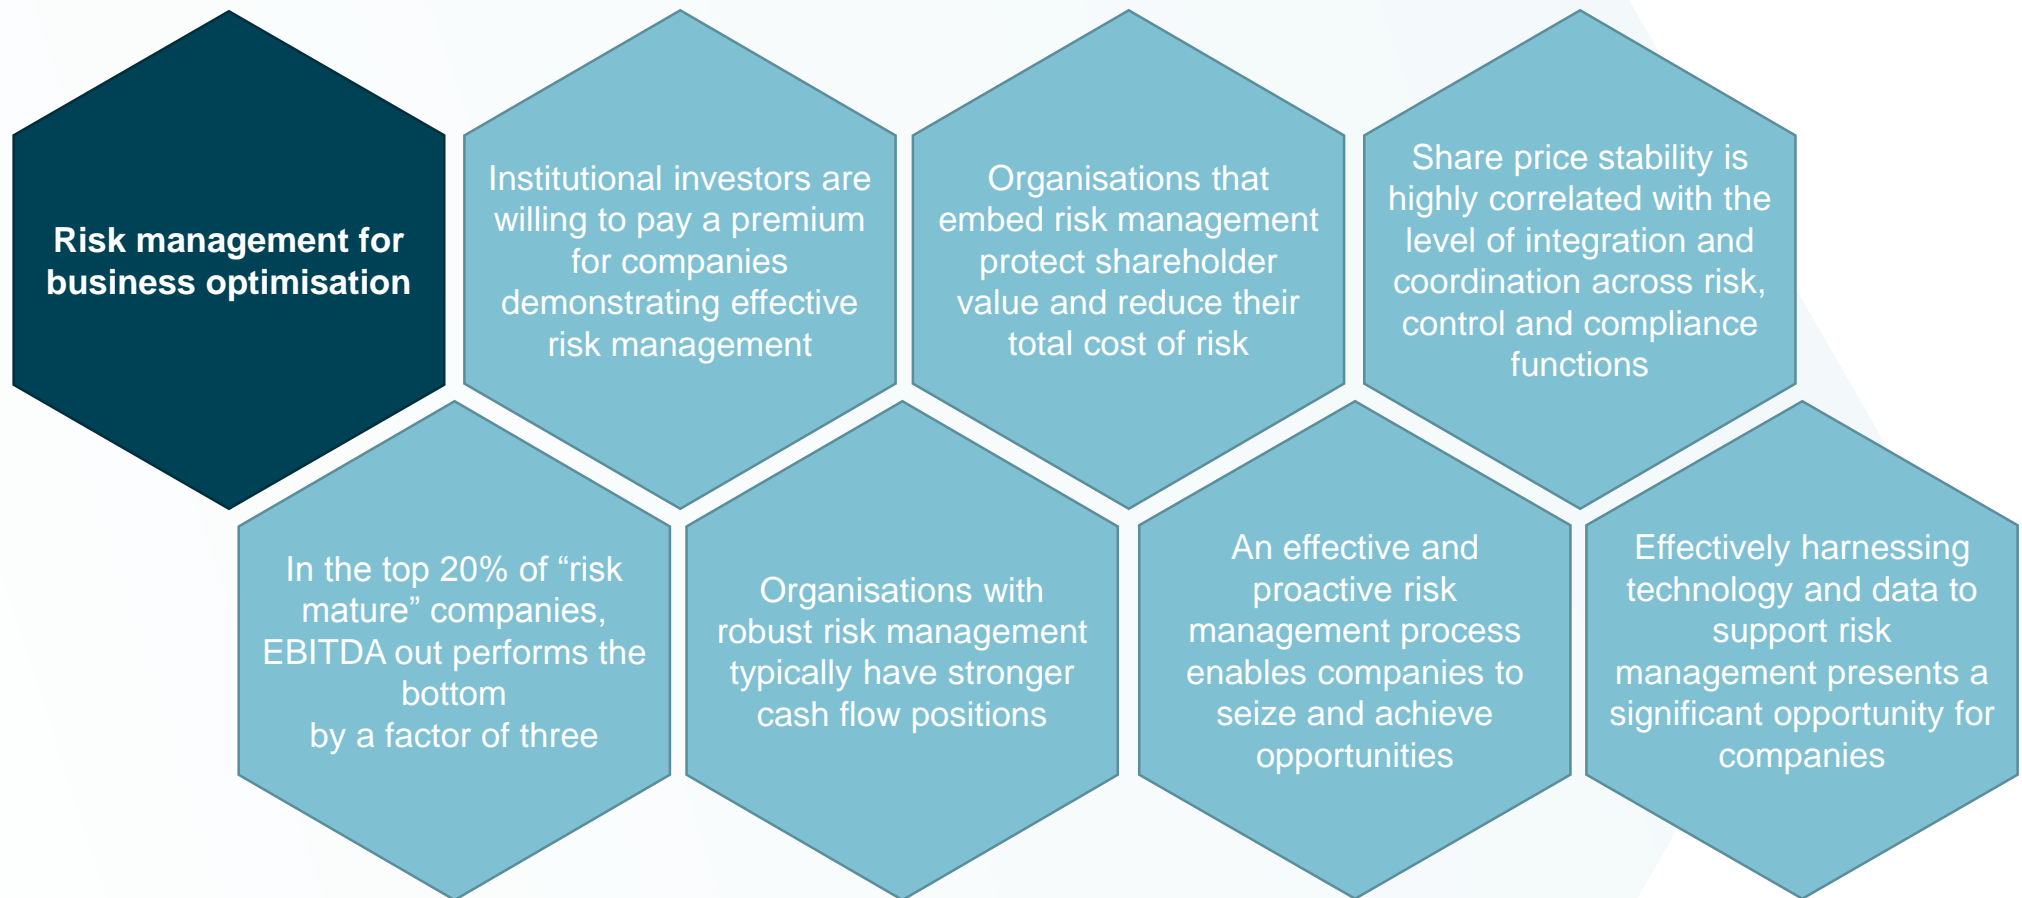 Risk management for
business optimisation
Institutional investors are
willing to pay a premium
for companies
demonstrating effective
risk management
Organisations that
embed risk management
protect shareholder
value and reduce their
total cost of risk
Share price stability is
highly correlated with the
level of integration and
coordination across risk,
control and compliance
functions
In the top 20% of “risk
mature” companies,
EBITDA out performs the
bottom
by a factor of three
Organisations with
robust risk management
typically have stronger
cash flow positions
An effective and
proactive risk
management process
enables companies to
seize and achieve
opportunities
Effectively harnessing
technology and data to
support risk
management presents a
significant opportunity for
companies